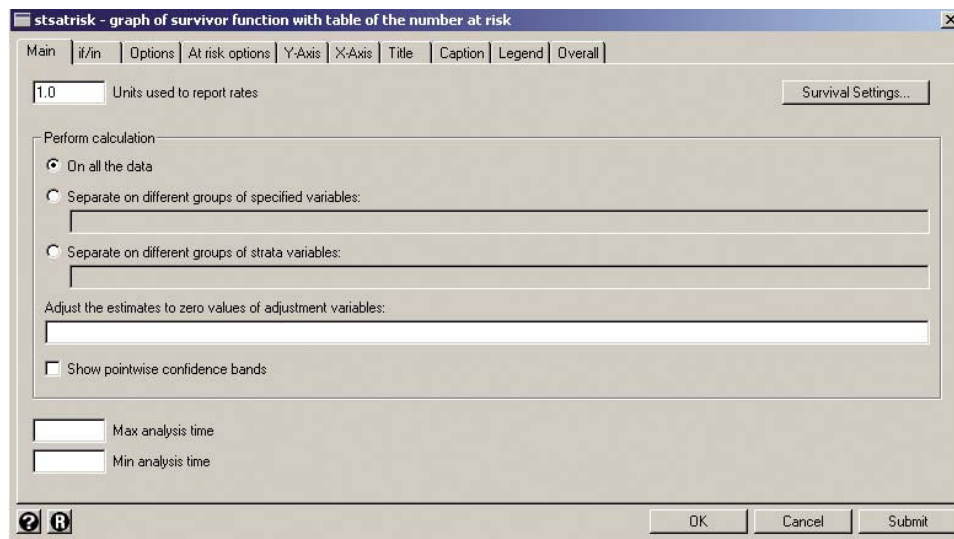 stsatrisk - graph of survivor function with table of the number at risk
Main if/in Options At risk options Y-Axis X-Axis Title Caption Legend Overall
1.0 Units used to report rates Survival Settings...
Perform calculation
On all the data
Separate on different groups of specified variables:
Separate on different groups of strata variables:
Adjust the estimates to zero values of adjustment variables:
Show pointwise confidence bands
Max analysis time
Min analysis time
? R OK Cancel Submit